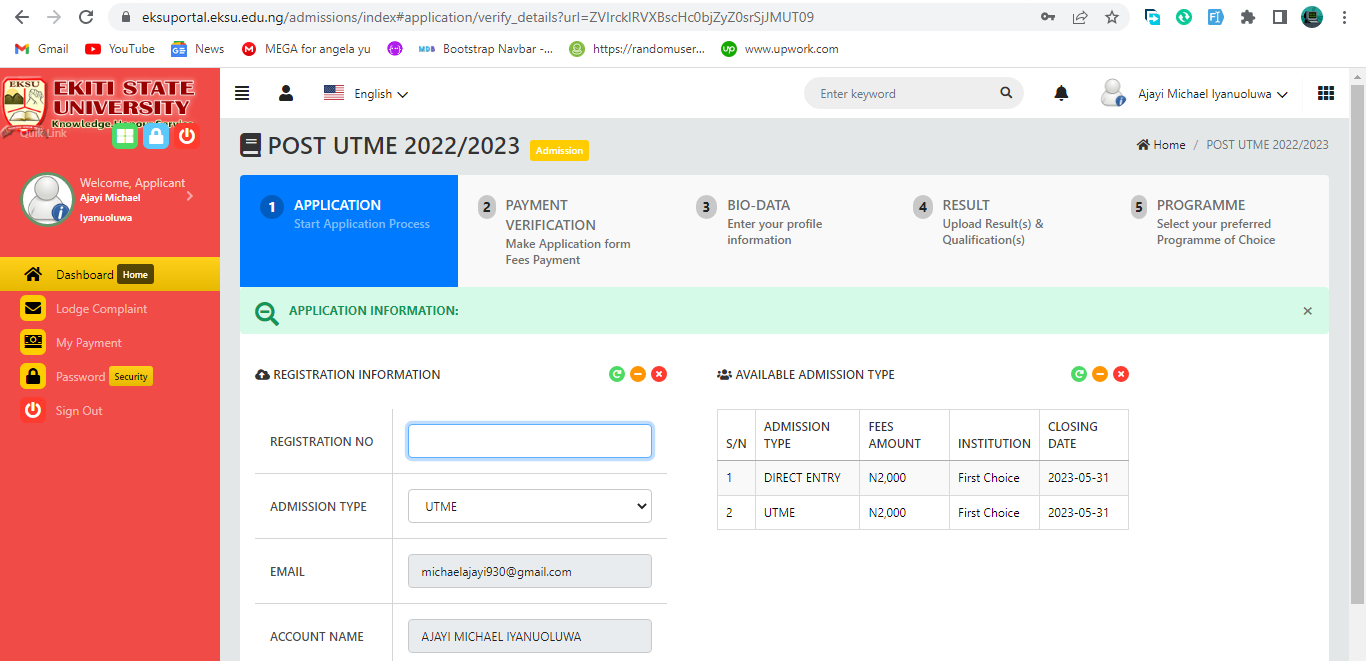 eksuportal.eksu.edu.ng/admissions/index#application/verify_details?url=ZVIrcklRVXBscHc0bjZyZ0srSjJMUT09
Gmail
YouTube
News
MEGA for angela yu
Bootstrap Navbar -...
https://randomuser...
www.upwork.com
EKSU
EKITI STATE
UNIVERSITY
Quik Link
English
Enter keyword
Ajayi Michael Iyanuoluwa
POST UTME 2022/2023 Admission
Home / POST UTME 2022/2023
Welcome, Applicant
Ajayi Michael
Iyanuoluwa
Dashboard Home
Lodge Complaint
My Payment
Password Security
Sign Out
1 APPLICATION
Start Application Process
2 PAYMENT
VERIFICATION
Make Application form
Fees Payment
3 BIO-DATA
Enter your profile
information
4 RESULT
Upload Result(s) &
Qualification(s)
5 PROGRAMME
Select your preferred
Programme of Choice
APPLICATION INFORMATION:
REGISTRATION INFORMATION
REGISTRATION NO
ADMISSION TYPE UTME
EMAIL michaelajayi930@gmail.com
ACCOUNT NAME AJAYI MICHAEL IYANUOLUWA
AVAILABLE ADMISSION TYPE
S/N ADMISSION TYPE FEES AMOUNT INSTITUTION CLOSING DATE
1 DIRECT ENTRY N2,000 First Choice 2023-05-31
2 UTME N2,000 First Choice 2023-05-31